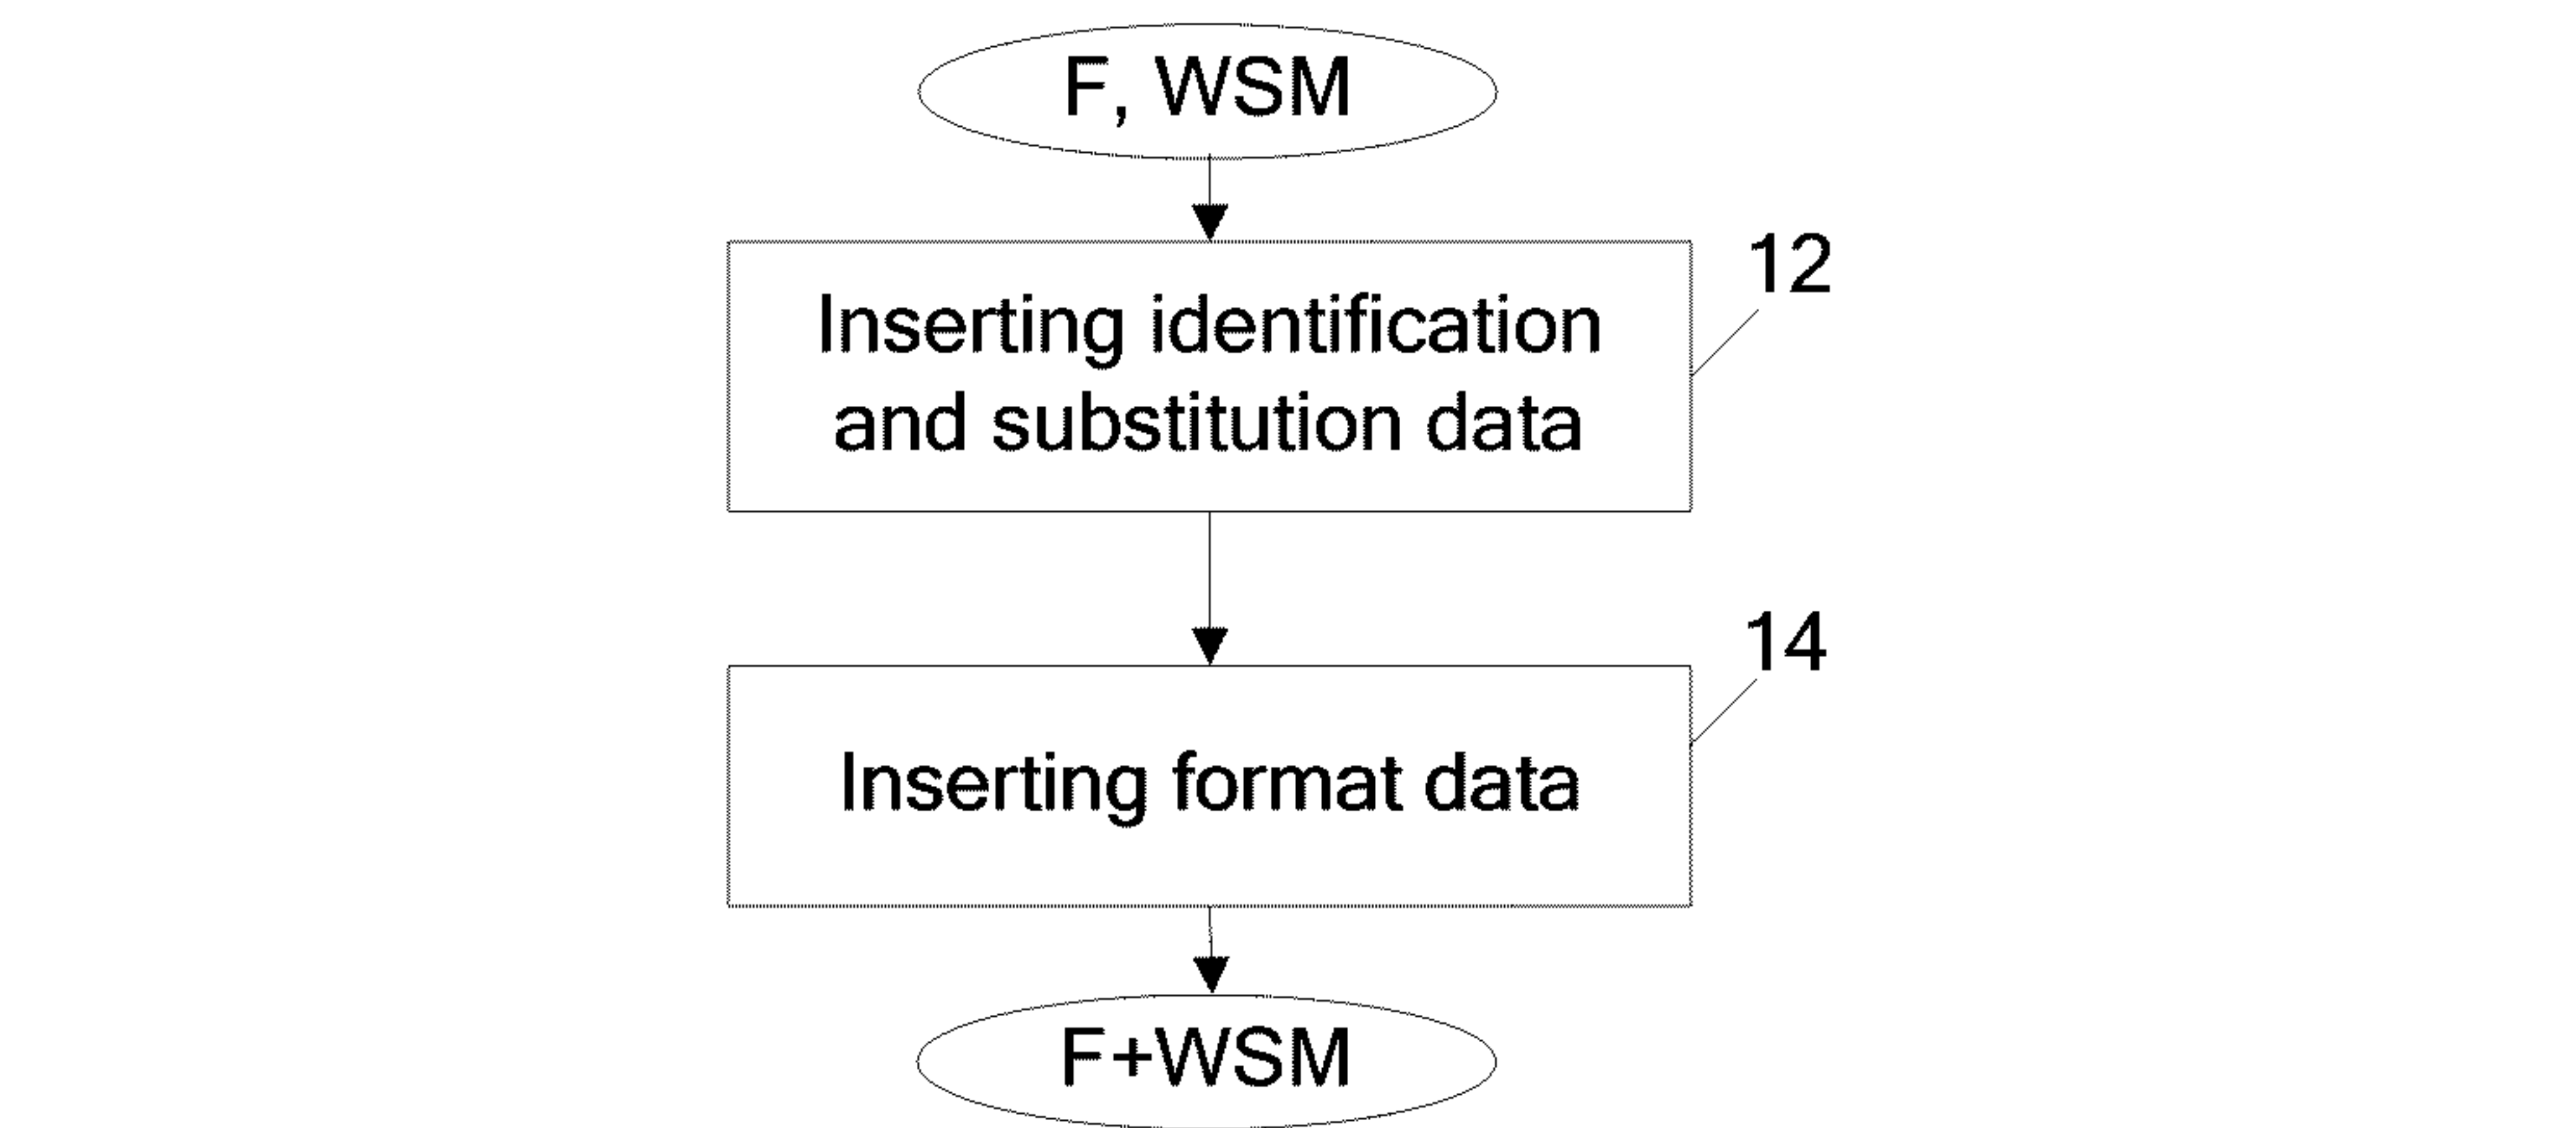 F, WSM
12
Inserting identification
and substitution data
14
Inserting format data
F+WSM